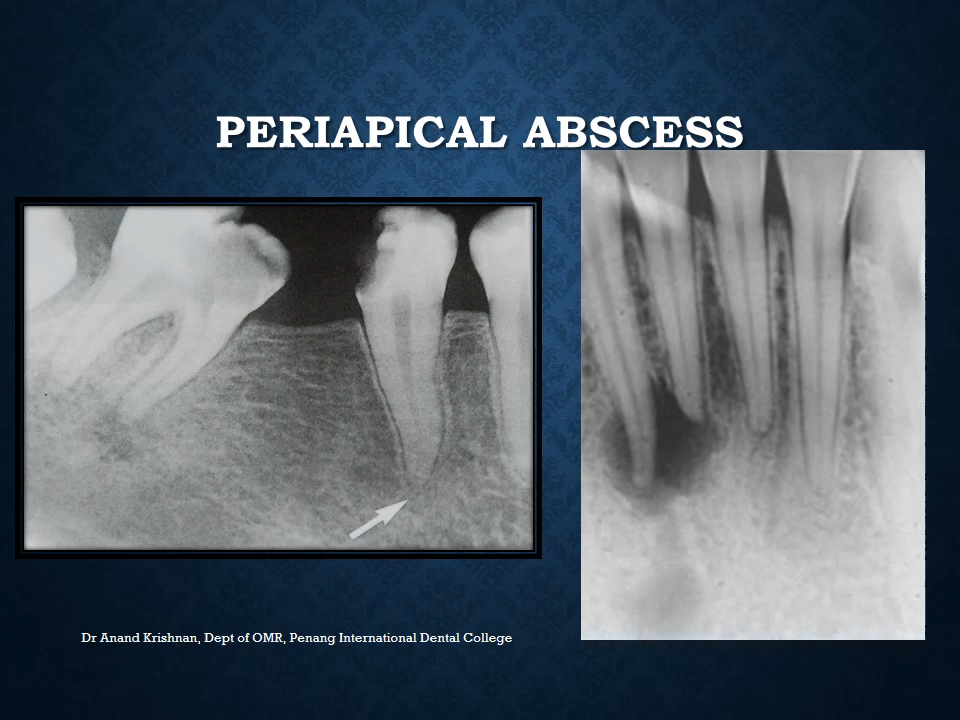 PERIAPICAL ABSCESS
Dr Anand Krishnan, Dept of OMR, Penang International Dental College